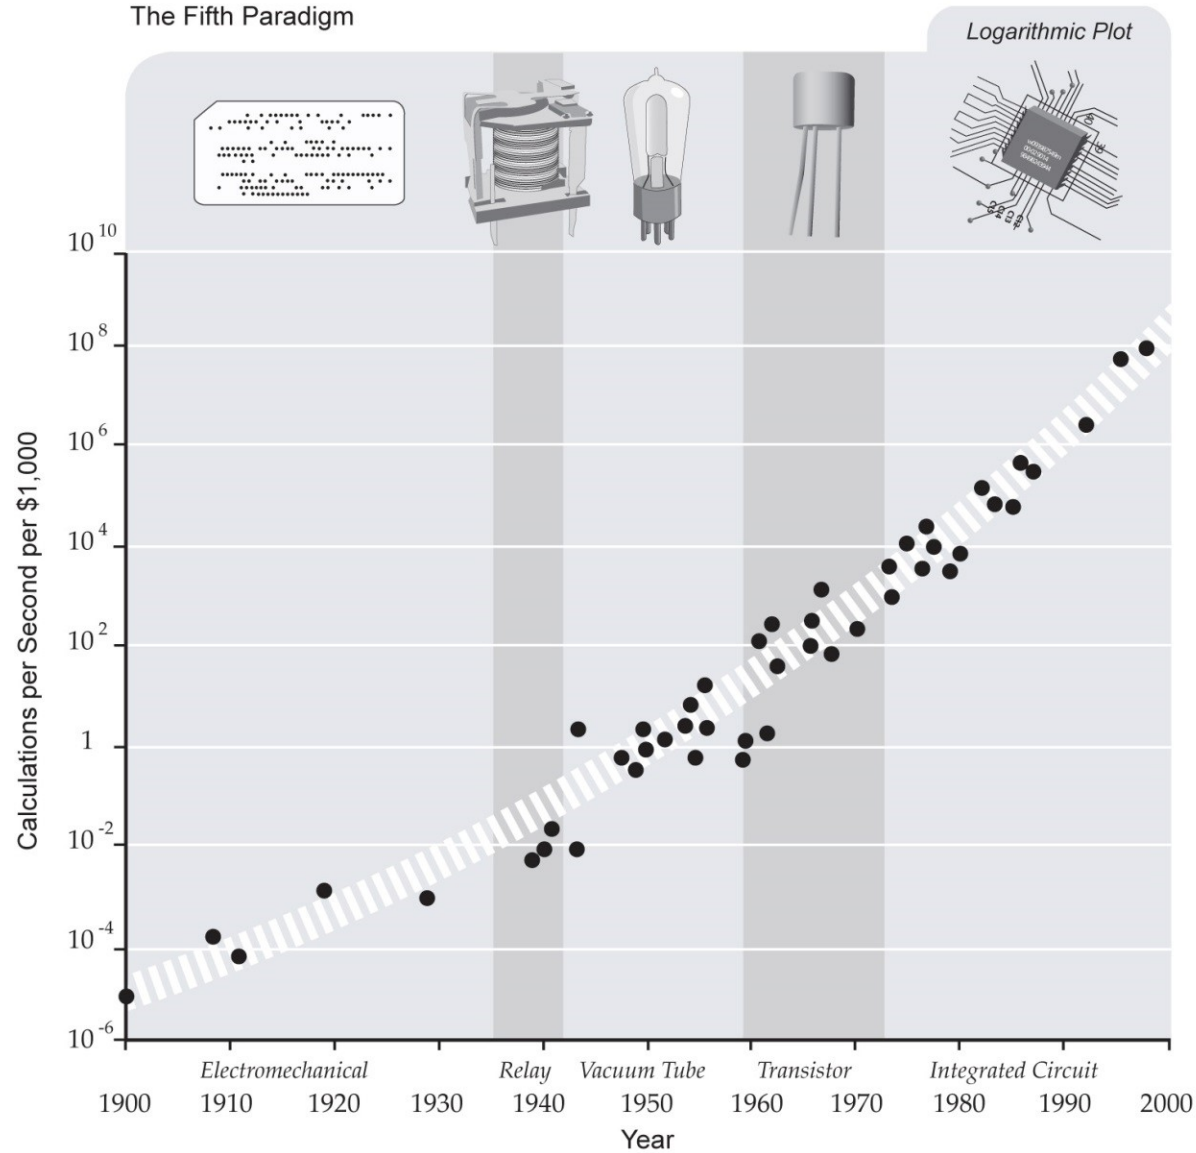 The Fifth Paradigm
Logarithmic Plot
10 10
10 8
10 6
10 4
10 2
1
10 -2
10 -4
10 -6
Calculations per Second per $1,000
Electromechanical
Relay
Vacuum Tube
Transistor
Integrated Circuit
1900 1910 1920 1930 1940 1950 1960 1970 1980 1990 2000
Year